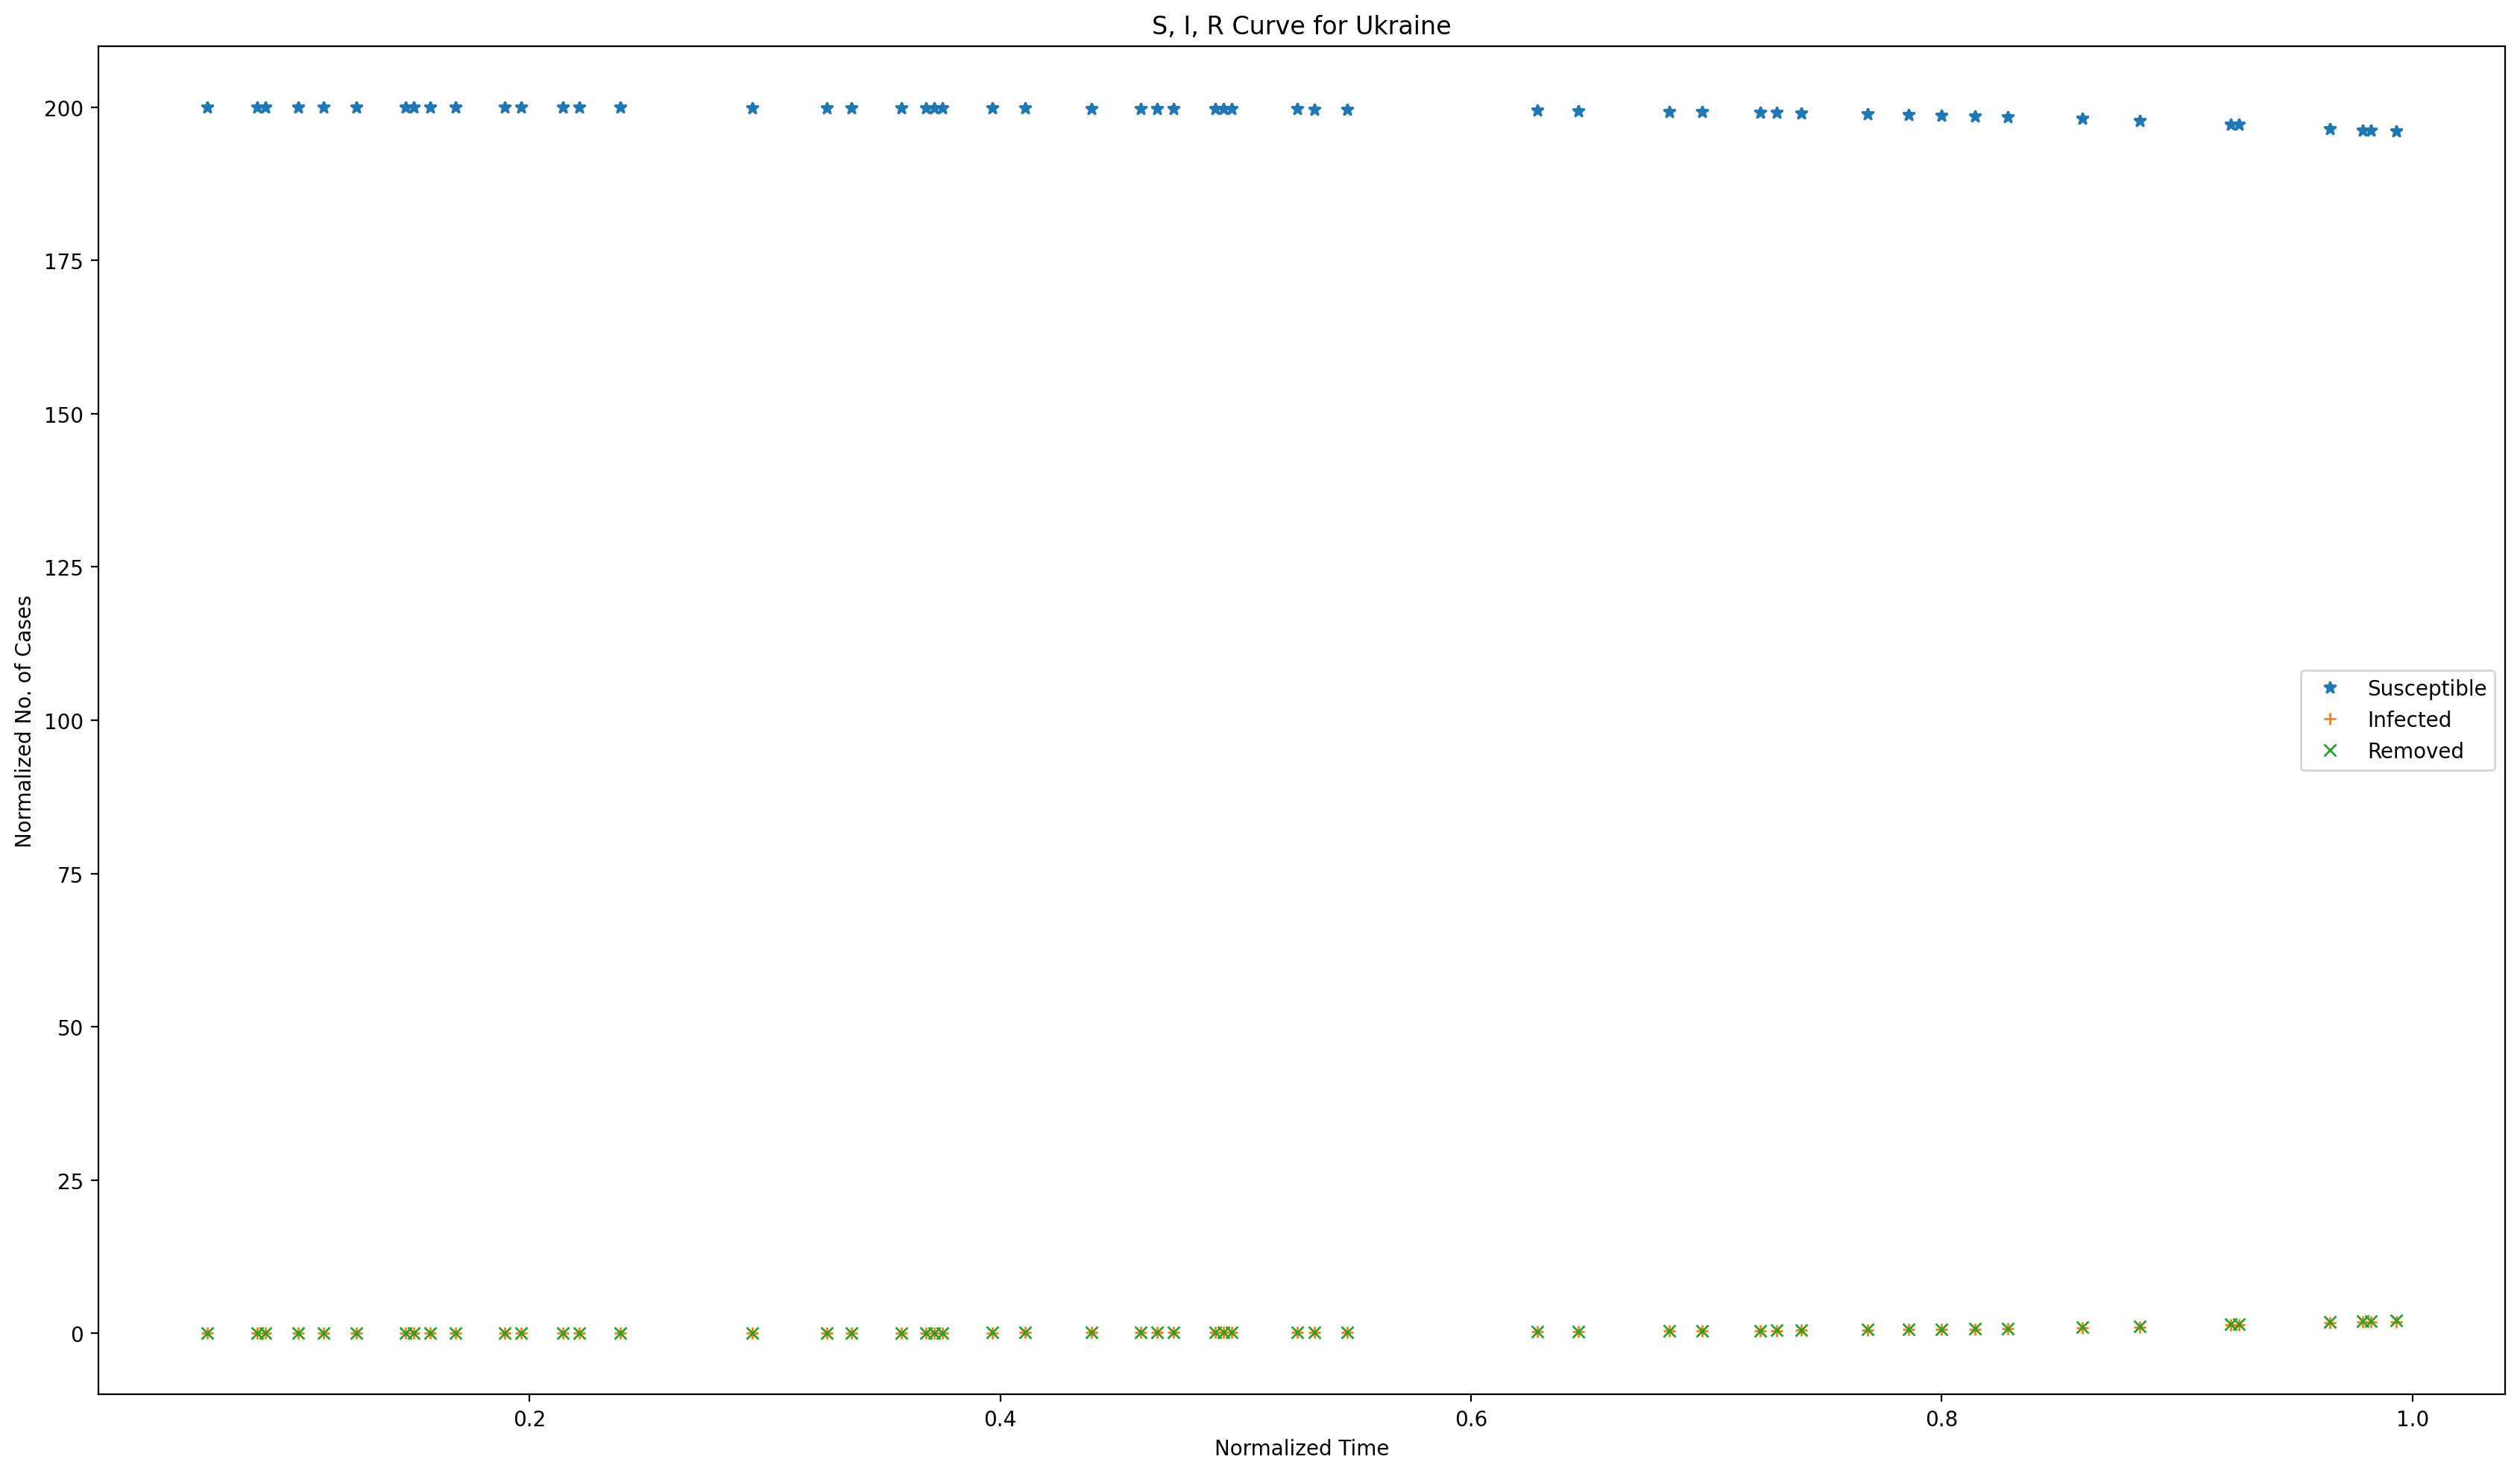 S, I, R Curve for Ukraine
200
175
150
125
100
75
50
25
0
Normalized No. of Cases
Susceptible
Infected
Removed
0.2 0.4 0.6 0.8 1.0
Normalized Time